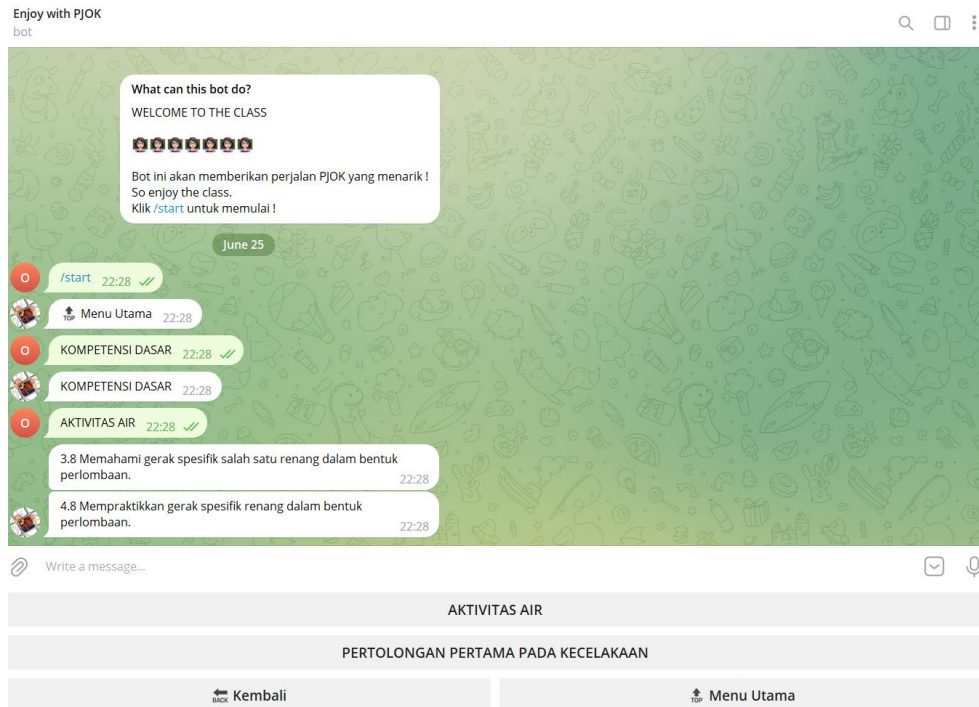 Enjoy with PJOK
bot
What can this bot do?
WELCOME TO THE CLASS
Bot ini akan memberikan perjalan PJOK yang menarik !
So enjoy the class.
Klik /start untuk memulai !
June 25
O
/start 22:28
TOP Menu Utama 22:28
O
KOMPETENSI DASAR 22:28
KOMPETENSI DASAR 22:28
O
AKTIVITAS AIR 22:28
3.8 Memahami gerak spesifik salah satu renang dalam bentuk
perlombaan. 22:28
4.8 Mempraktikkan gerak spesifik renang dalam bentuk
perlombaan. 22:28
Write a message...
AKTIVITAS AIR
PERTOLONGAN PERTAMA PADA KECELAKAAN
BACK Kembali
TOP Menu Utama